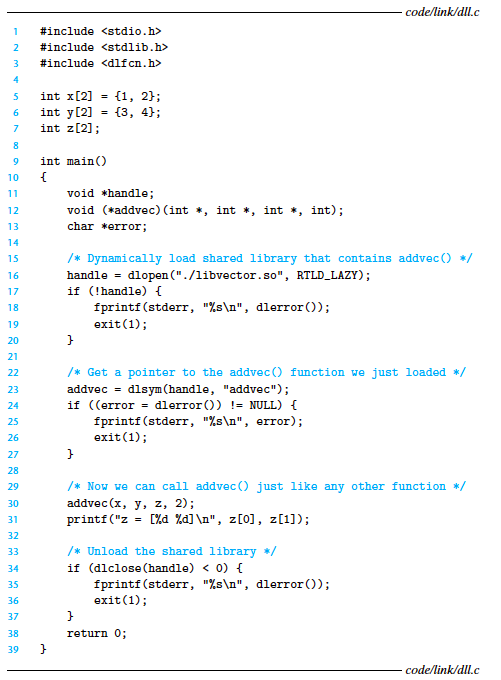 code/link/dll.c
1 #include <stdio.h>
2 #include <stdlib.h>
3 #include <dlfcn.h>
4
5 int x[2] = {1, 2};
6 int y[2] = {3, 4};
7 int z[2];
8
9 int main()
10 {
11     void *handle;
12     void (*addvec)(int *, int *, int *, int);
13     char *error;
14
15     /* Dynamically load shared library that contains addvec() */
16     handle = dlopen("./libvector.so", RTLD_LAZY);
17     if (!handle) {
18         fprintf(stderr, "%s\n", dlerror());
19         exit(1);
20     }
21
22     /* Get a pointer to the addvec() function we just loaded */
23     addvec = dlsym(handle, "addvec");
24     if ((error = dlerror()) != NULL) {
25         fprintf(stderr, "%s\n", error);
26         exit(1);
27     }
28
29     /* Now we can call addvec() just like any other function */
30     addvec(x, y, z, 2);
31     printf("z = [%d %d]\n", z[0], z[1]);
32
33     /* Unload the shared library */
34     if (dlclose(handle) < 0) {
35         fprintf(stderr, "%s\n", dlerror());
36         exit(1);
37     }
38     return 0;
39 }
code/link/dll.c